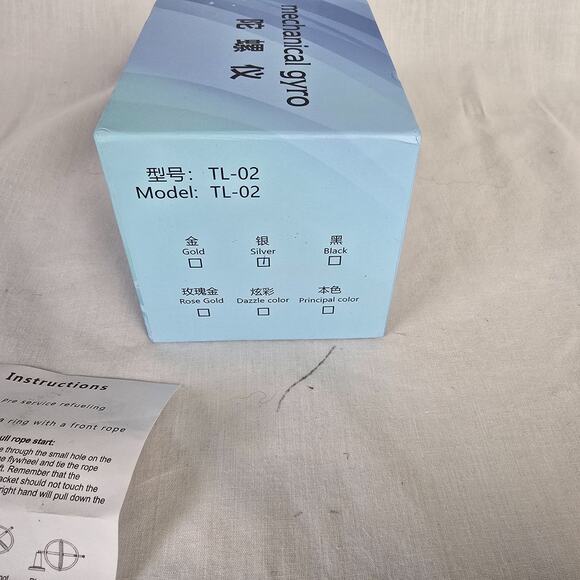 mechanical gyro
陀螺仪
型号: TL-02
Model: TL-02
金 银 黑
Gold Silver Black
玫瑰金 炫彩 本色
Rose Gold Dazzle color Principal color
Instructions
Pre service refueling
a ring with a front rope
ull rope start:
e through the small hole on the
e flywheel and tie the rope
ft. Remember that the
acket should not touch the
right hand will pull down the